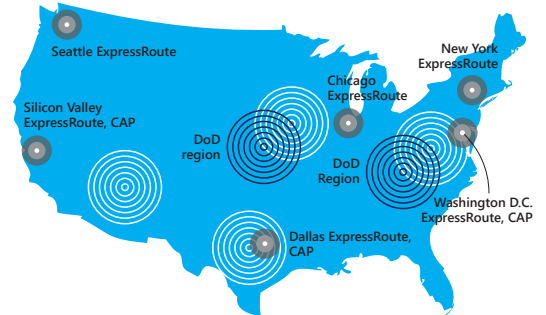 Seattle ExpressRoute
New York
ExpressRoute
Chicago
ExpressRoute
Silicon Valley
ExpressRoute, CAP
DoD
region
DoD
Region
Washington D.C.
ExpressRoute, CAP
Dallas ExpressRoute,
CAP